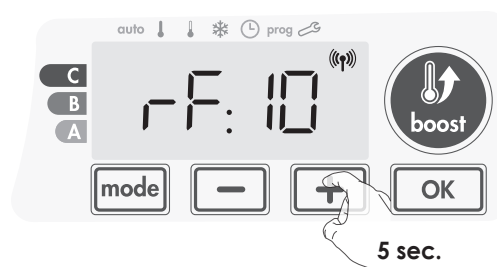 auto prog
C
B
A
rF: 10
boost
mode − + OK
5 sec.